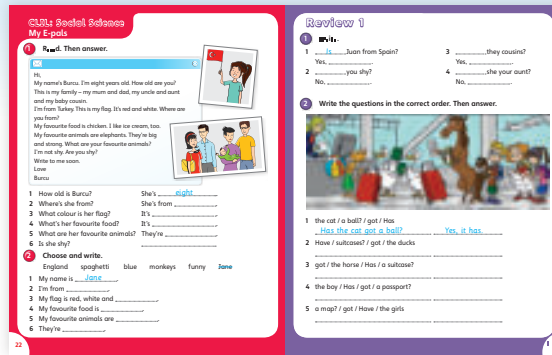 CLIL: Social Science
My E-pals
1
Then answer.
Hi,
My name's Burcu. I'm eight years old. How old are you?
This is my family – my mum and dad, my uncle and aunt
and my baby cousin.
I'm from Turkey. This is my flag. It's red and white. Where are
you from?
My favourite food is chicken. I like ice cream, too.
My favourite animals are elephants. They're big
and strong. What are your favourite animals?
I'm not shy. Are you shy?
Write to me soon.
Love
Burcu
1 How old is Burcu? She's eight.
2 Where's she from? She's from
3 What colour is her flag? It's
4 What's her favourite food? It's
5 What are her favourite animals? They're
6 Is she shy?
2 Choose and write.
England spaghetti blue monkeys funny Jane
1 My name is Jane.
2 I'm from
3 My flag is red, white and
4 My favourite food is
5 My favourite animals are
6 They're
22
Review 1
1
1 Is Juan from Spain?
Yes,
2 you shy?
No,
3 they cousins?
Yes,
4 she your aunt?
No,
2 Write the questions in the correct order. Then answer.
1 the cat / a ball? / got / Has
Has the cat got a ball? Yes, it has.
2 Have / suitcases? / got / the ducks
3 got / the horse / Has / a suitcase?
4 the boy / Has / got / a passport?
5 a map? / got / Have / the girls